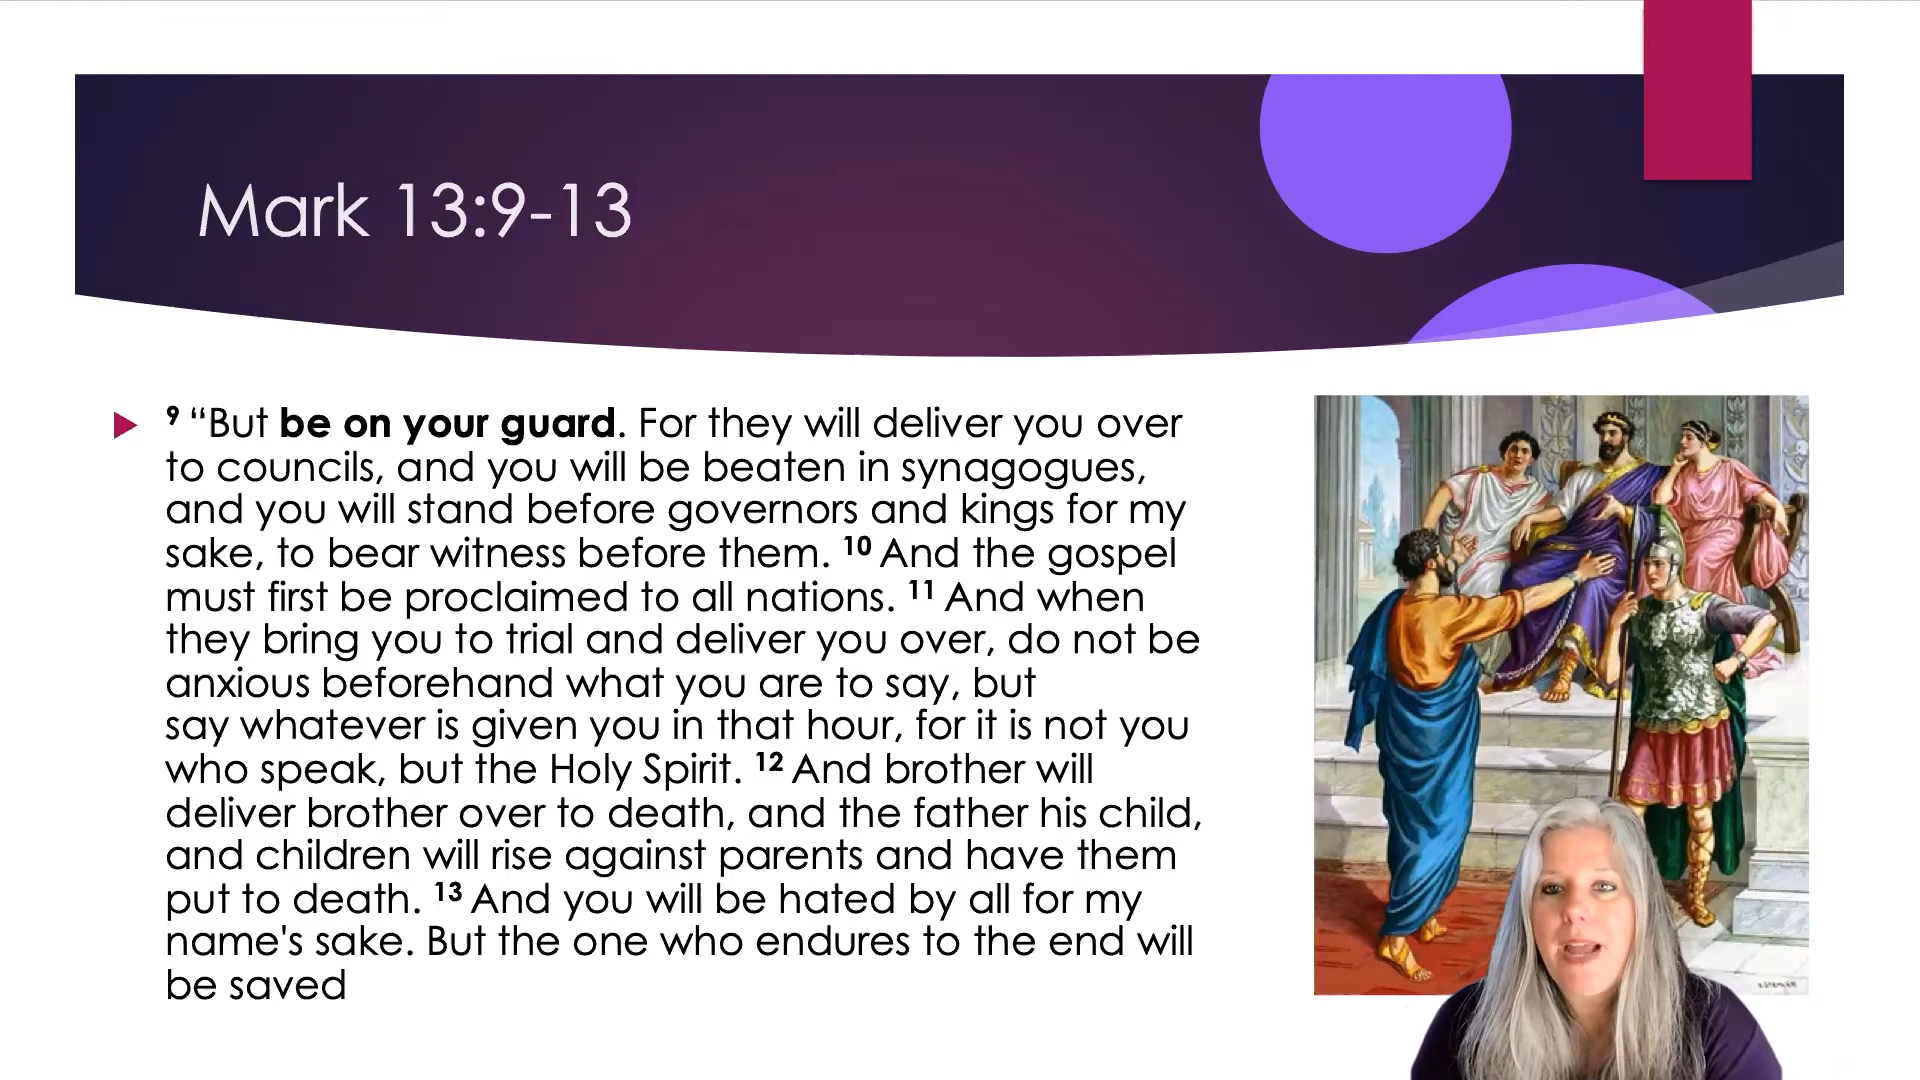 Mark 13:9-13
9 “But be on your guard. For they will deliver you over
to councils, and you will be beaten in synagogues,
and you will stand before governors and kings for my
sake, to bear witness before them. 10 And the gospel
must first be proclaimed to all nations. 11 And when
they bring you to trial and deliver you over, do not be
anxious beforehand what you are to say, but
say whatever is given you in that hour, for it is not you
who speak, but the Holy Spirit. 12 And brother will
deliver brother over to death, and the father his child,
and children will rise against parents and have them
put to death. 13 And you will be hated by all for my
name's sake. But the one who endures to the end will
be saved